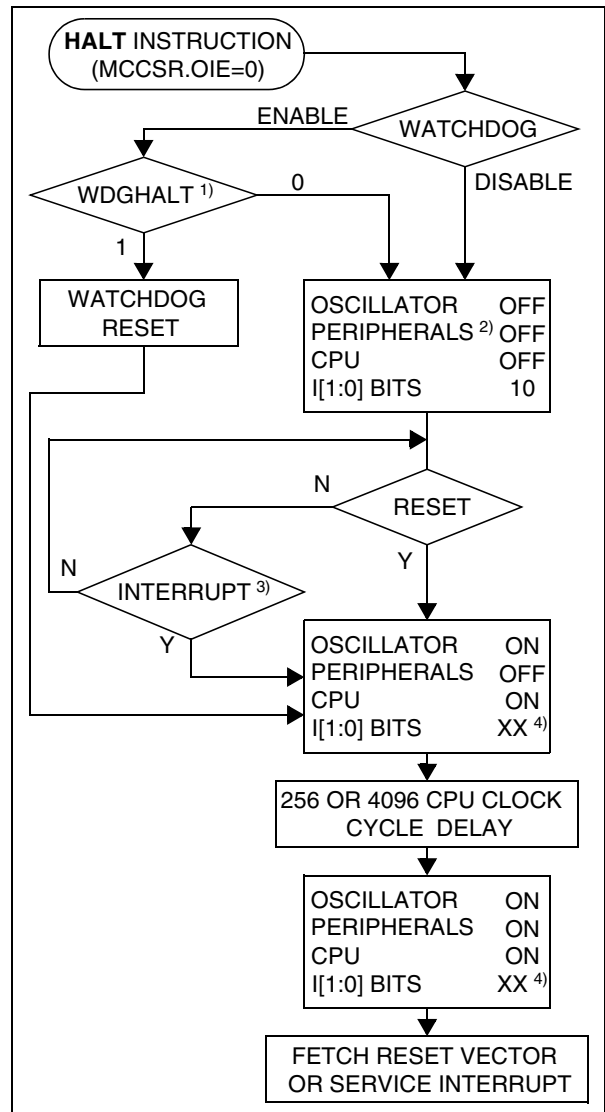 HALT INSTRUCTION
(MCCSR.OIE=0)
ENABLE
WATCHDOG
WDGHALT 1)
0
DISABLE
1
WATCHDOG
RESET
OSCILLATOR OFF
PERIPHERALS 2) OFF
CPU OFF
I[1:0] BITS 10
N
RESET
N
Y
INTERRUPT 3)
Y
OSCILLATOR ON
PERIPHERALS OFF
CPU ON
I[1:0] BITS XX 4)
256 OR 4096 CPU CLOCK
CYCLE DELAY
OSCILLATOR ON
PERIPHERALS ON
CPU ON
I[1:0] BITS XX 4)
FETCH RESET VECTOR
OR SERVICE INTERRUPT